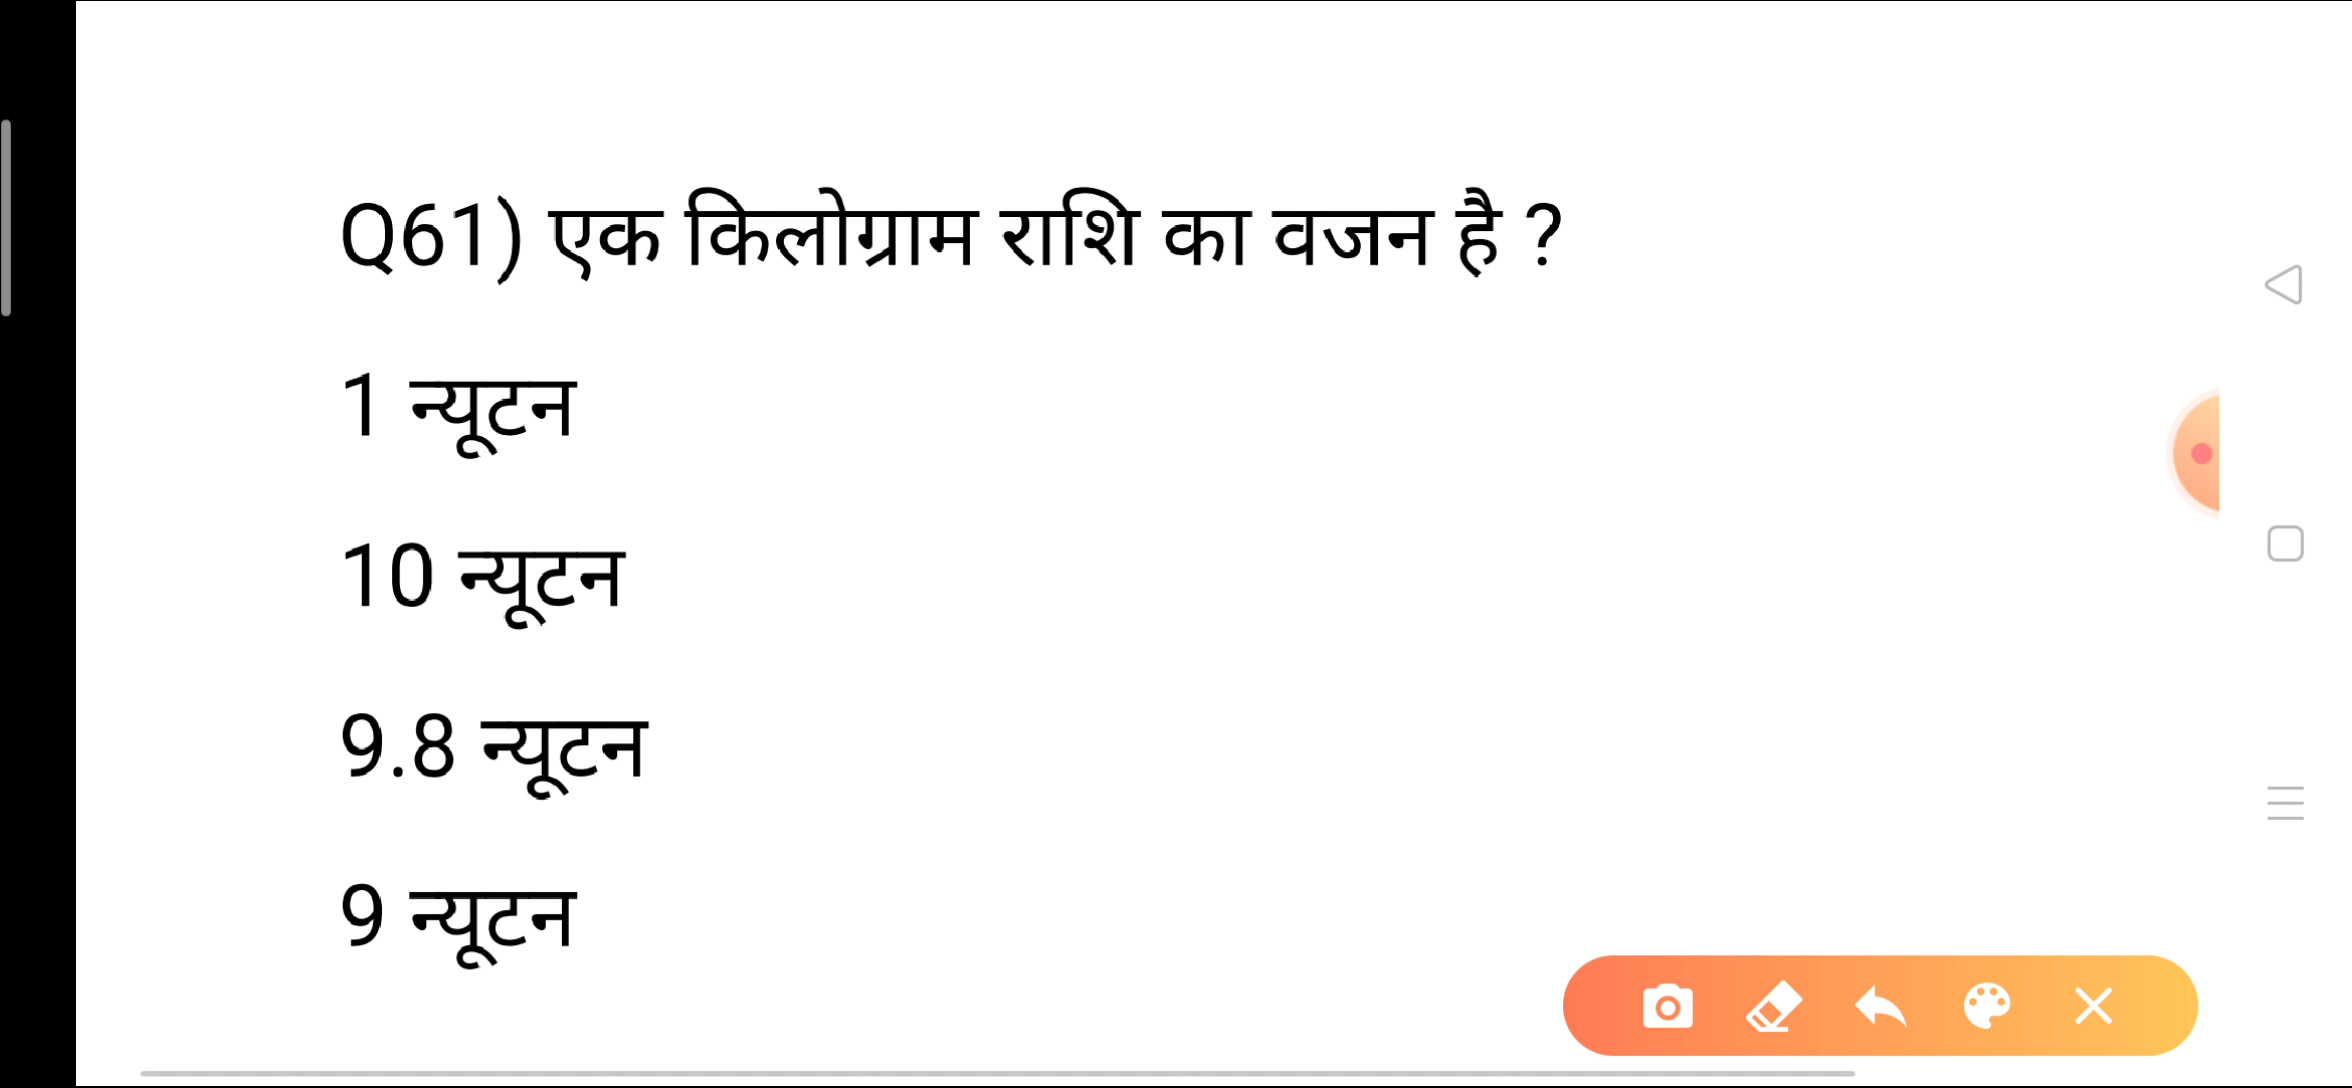 Q61) एक किलोग्राम राशि का वजन है ?
1 न्यूटन
10 न्यूटन
9.8 न्यूटन
9 न्यूटन